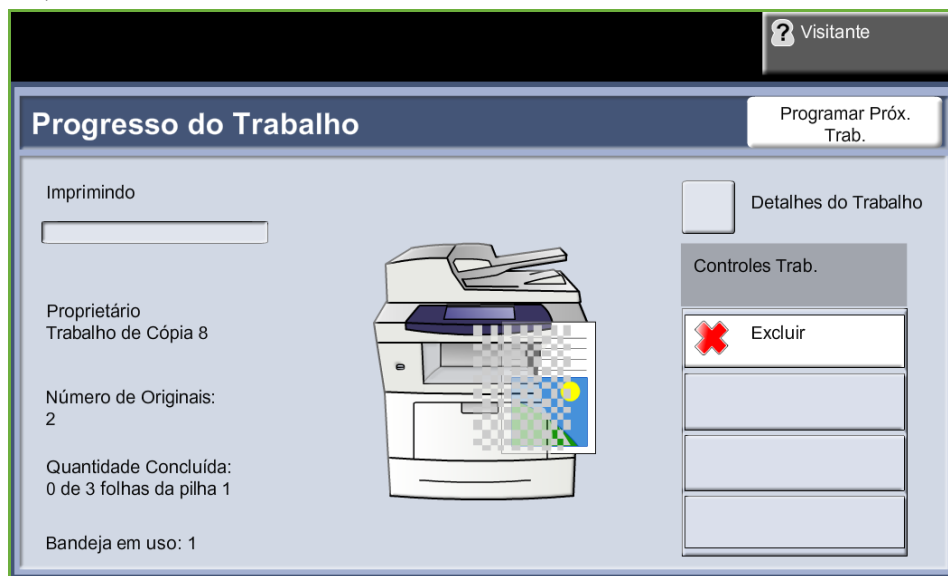 Visitante
Progresso do Trabalho
Programar Próx.
Trab.
Imprimindo
Detalhes do Trabalho
Controles Trab.
Proprietário
Trabalho de Cópia 8
Excluir
Número de Originais:
2
Quantidade Concluída:
0 de 3 folhas da pilha 1
Bandeja em uso: 1